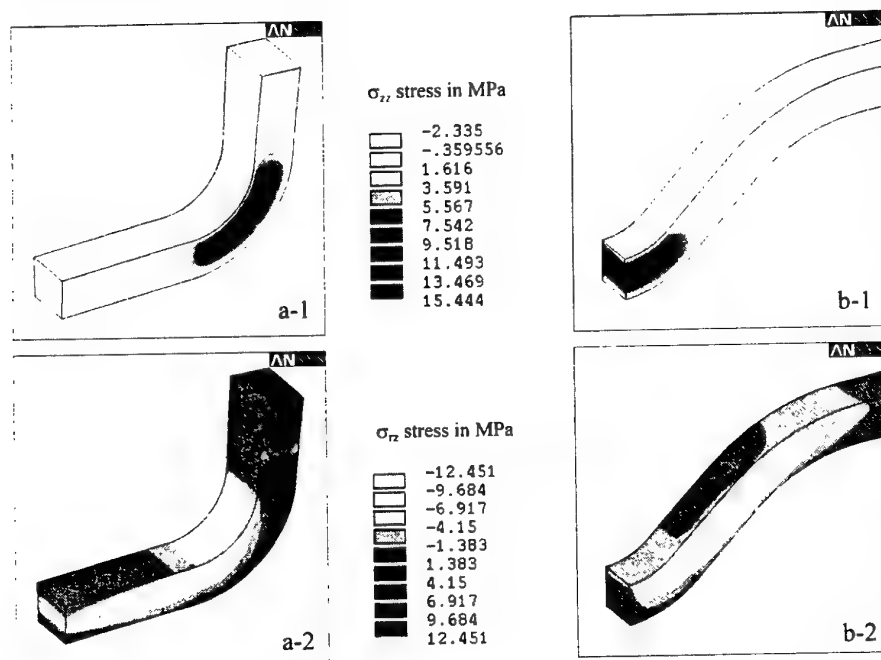 AN
AN
σzz stress in MPa
-2.335
-.359556
1.616
3.591
5.567
7.542
9.518
11.493
13.469
15.444
a-1
b-1
AN
AN
σrz stress in MPa
-12.451
-9.684
-6.917
-4.15
-1.383
1.383
4.15
6.917
9.684
12.451
a-2
b-2